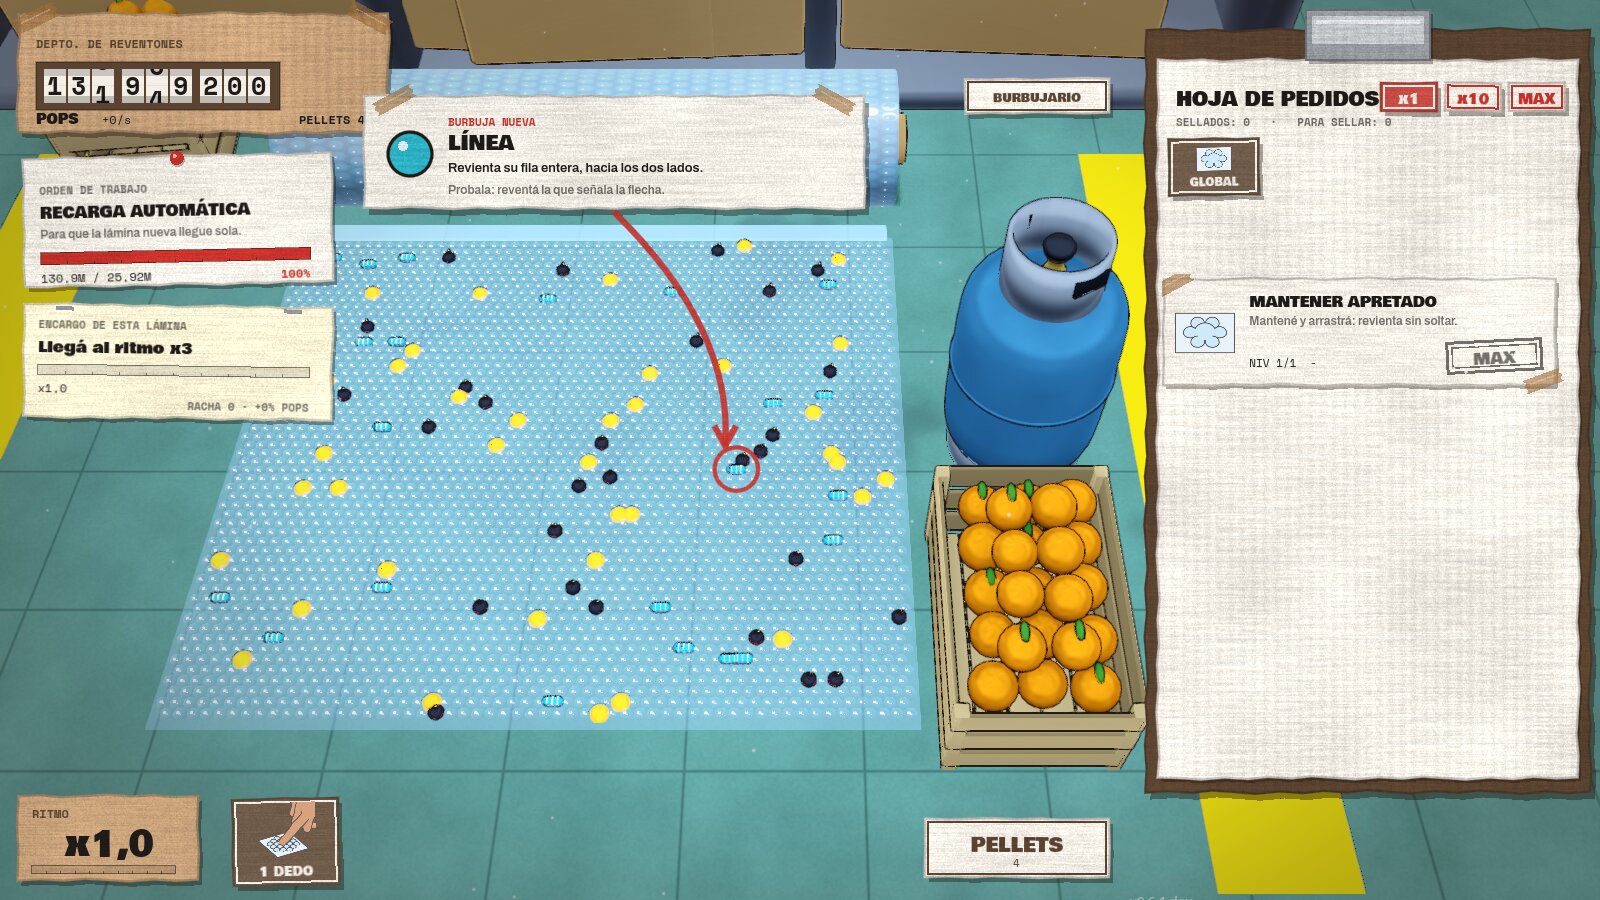 DEPTO. DE REVENTONES
POPS +0/s PELLETS 4
ORDEN DE TRABAJO
RECARGA AUTOMÁTICA
Para que la lámina nueva llegue sola.
130.9M / 25.92M 100%
ENCARGO DE ESTA LÁMINA
Llegá al ritmo x3
x1.0
RACHA 0 · +0% POPS
BURBUJA NUEVA
LÍNEA
Revienta su fila entera, hacia los dos lados.
Probala: reventá la que señala la flecha.
BURBUJARIO
HOJA DE PEDIDOS x1 x10 MAX
SELLADOS: 0 · PARA SELLAR: 0
GLOBAL
MANTENER APRETADO
Mantené y arrastrá: revienta sin soltar.
NIV 1/1 - MAX
RITMO
x1,0
1 DEDO
PELLETS
4